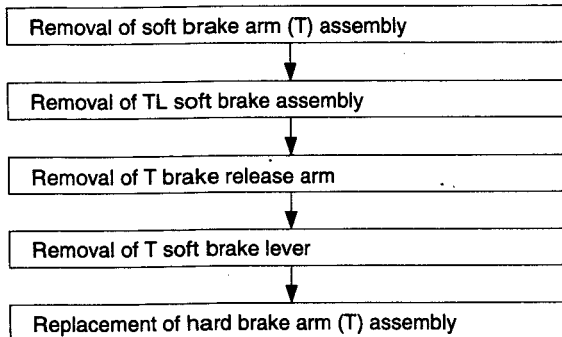 Removal of soft brake arm (T) assembly
Removal of TL soft brake assembly
Removal of T brake release arm
Removal of T soft brake lever
Replacement of hard brake arm (T) assembly